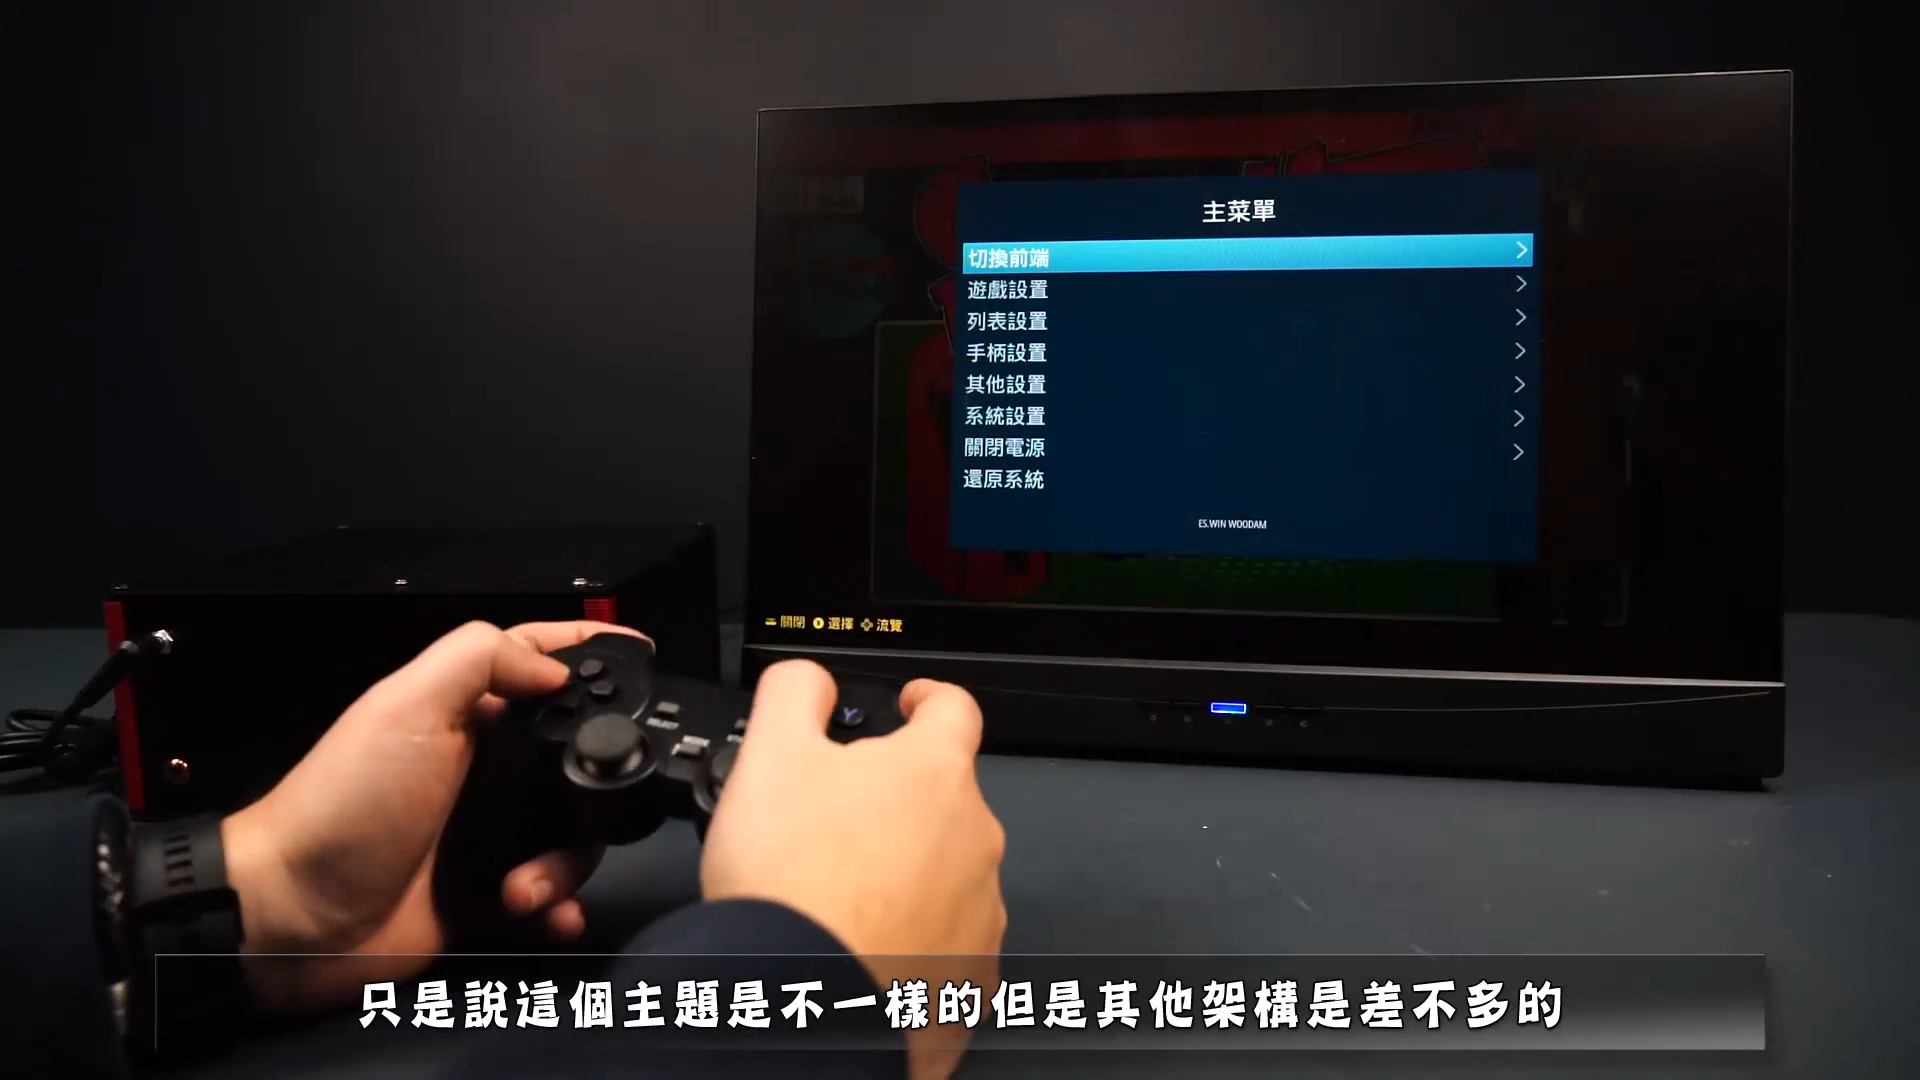 主菜單
切換前端
遊戲設置
列表設置
手柄設置
其他設置
系統設置
關閉電源
還原系統
ES.WIN WOODAM
關閉 選擇 流覽
SELECT
MODE
Y
只是說這個主題是不一樣的但是其他架構是差不多的